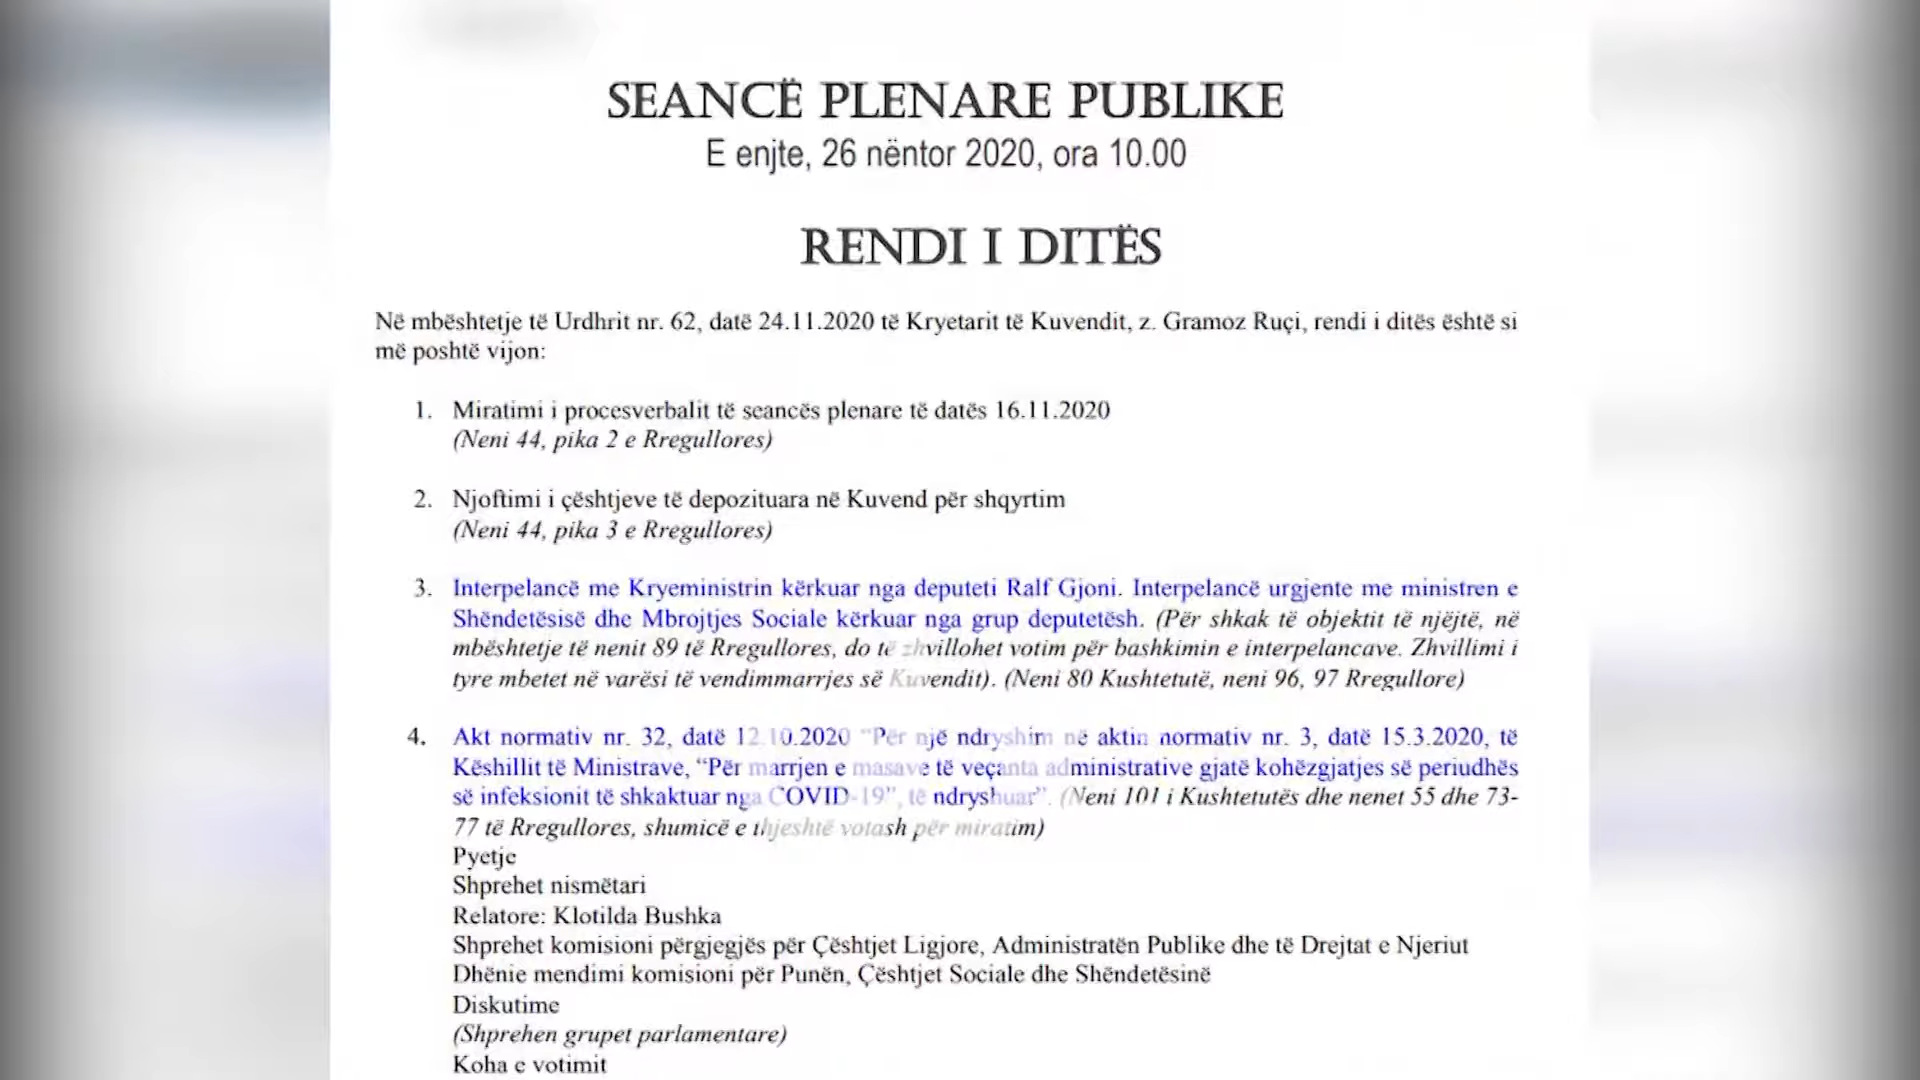 SEANCË PLENARE PUBLIKE
E enjte, 26 nëntor 2020, ora 10.00
RENDI I DITËS
Në mbështetje të Urdhrit nr. 62, datë 24.11.2020 të Kryetarit të Kuvendit, z. Gramoz Ruçi, rendi i ditës është si
më poshtë vijon:
1. Miratimi i procesverbalit të seancës plenare të datës 16.11.2020
(Neni 44, pika 2 e Rregullores)
2. Njoftimi i çështjeve të depozituara në Kuvend për shqyrtim
(Neni 44, pika 3 e Rregullores)
3. Interpelancë me Kryeministrin kërkuar nga deputeti Ralf Gjoni. Interpelancë urgjente me ministren e
Shëndetësisë dhe Mbrojtjes Sociale kërkuar nga grup deputetësh. (Për shkak të objektit të njëjtë, në
mbështetje të nenit 89 të Rregullores, do të zhvillohet votim për bashkimin e interpelancave. Zhvillimi i
tyre mbetet në varësi të vendimmarrjes së Kuvendit). (Neni 80 Kushtetutë, neni 96, 97 Rregullore)
4. Akt normativ nr. 32, datë 12.10.2020 “Për një ndryshim në aktin normativ nr. 3, datë 15.3.2020, të
Këshillit të Ministrave, “Për marrjen e masave të veçanta administrative gjatë kohëzgjatjes së periudhës
së infeksionit të shkaktuar nga COVID-19”, të ndryshuar”. (Neni 101 i Kushtetutës dhe nenet 55 dhe 73-
77 të Rregullores, shumicë e thjeshtë votash për miratim)
Pyetje
Shprehet nismëtari
Relatore: Klotilda Bushka
Shprehet komisioni përgjegjës për Çështjet Ligjore, Administratën Publike dhe të Drejtat e Njeriut
Dhënie mendimi komisioni për Punën, Çështjet Sociale dhe Shëndetësinë
Diskutime
(Shprehen grupet parlamentare)
Koha e votimit